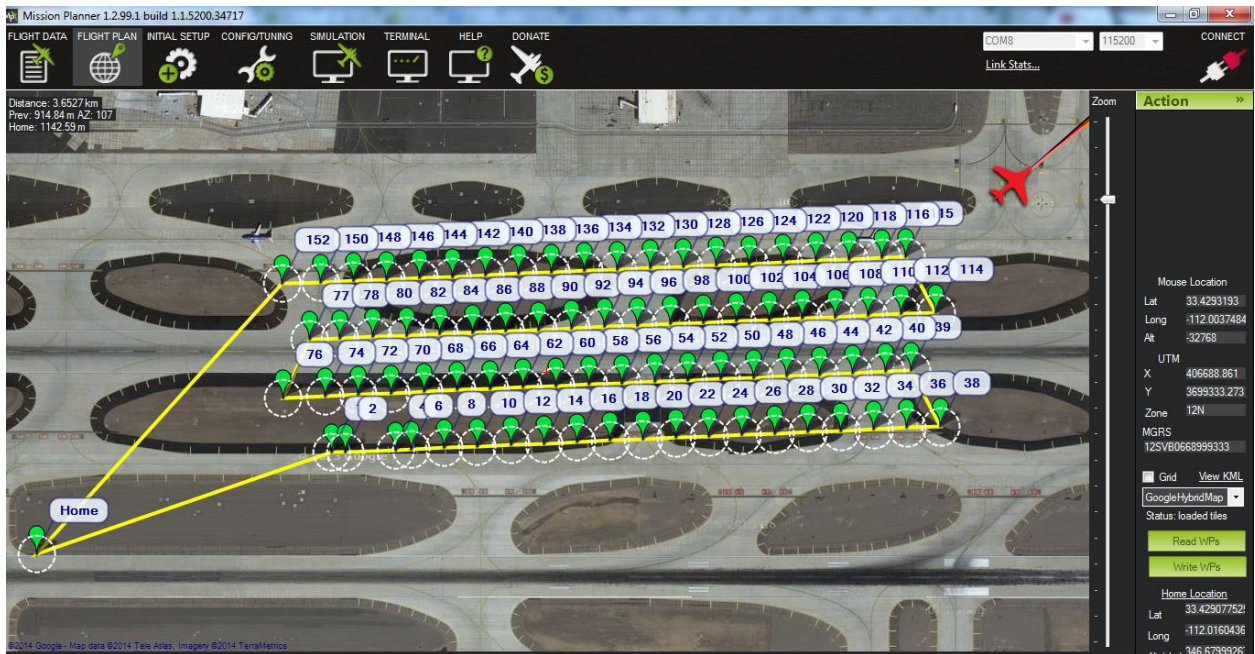 Mission Planner 1.2.99.1 build 1.1.5200.34717
FLIGHT DATA FLIGHT PLAN INITIAL SETUP CONFIG/TUNING SIMULATION TERMINAL HELP DONATE
COM8 115200 CONNECT
Link Stats...
Distance: 3.6527 km
Prev: 914.84 m AZ: 107
Home: 1142.59 m
Zoom
Action »
152 150 148 146 144 142 140 138 136 134 132 130 128 126 124 122 120 118 116 15
77 78 80 82 84 86 88 90 92 94 96 98 100 102 104 106 108 110 112 114
76 74 72 70 68 66 64 62 60 58 56 54 52 50 48 46 44 42 40 39
2 4 6 8 10 12 14 16 18 20 22 24 26 28 30 32 34 36 38
Home
Mouse Location
Lat 33.4293193
Long -112.0037484
Alt -32768
UTM
X 406688.861
Y 3699333.273
Zone 12N
MGRS
12SVB0668999333
Grid View KML
GoogleHybridMap
Status: loaded tiles
Read WPs
Write WPs
Home Location
Lat 33.429077525
Long -112.0160436
346.67999267
©2014 Google - Map data ©2014 Tele Atlas, Imagery ©2014 TerraMetrics